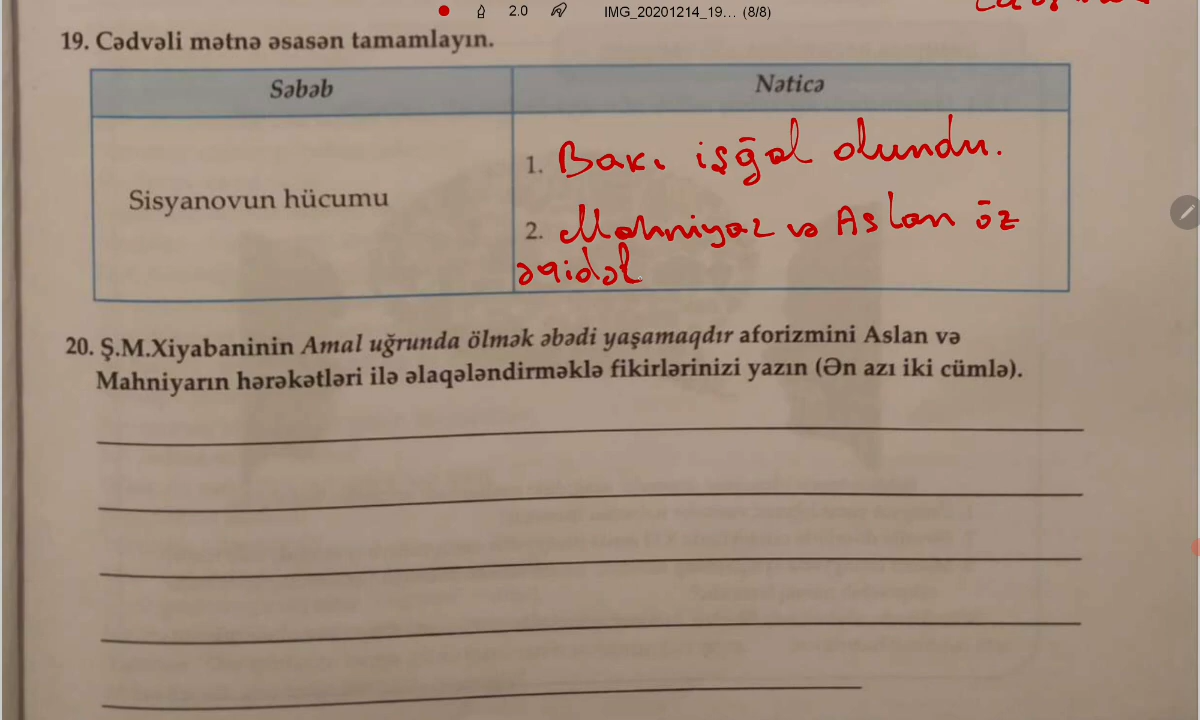 2.0 IMG_20201214_19... (8/8)
19. Cədvəli mətnə əsasən tamamlayın.
Səbəb Nəticə
Sisyanovun hücumu
1. Bakı işğal olundu.
2. Mahniyaz və Aslan öz
əqidəl
20. Ş.M.Xiyabaninin Amal uğrunda ölmək əbədi yaşamaqdır aforizmini Aslan və
Mahniyarın hərəkətləri ilə əlaqələndirməklə fikirlərinizi yazın (Ən azı iki cümlə).